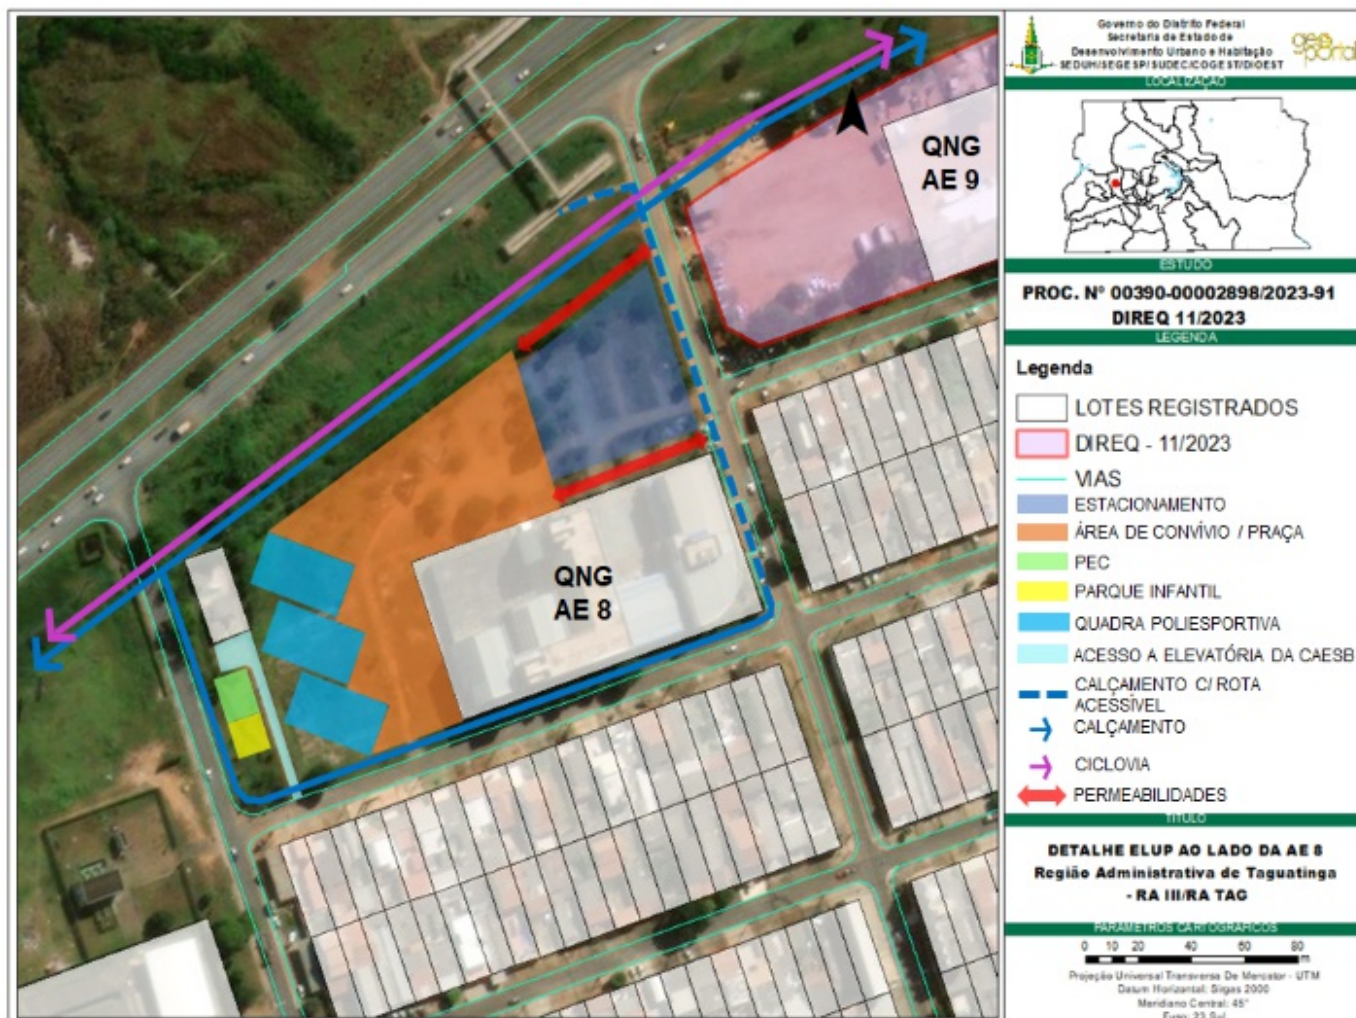 QNG
AE 9
QNG
AE 8
Governo do Distrito Federal
Secretaria de Estado de
Desenvolvimento Urbano e Habitação
SEDUH/SEGESP/SUDEC/COGEST/DIOEST
geo
portal
LOCALIZAÇÃO
ESTUDO
PROC. Nº 00390-00002898/2023-91
DIREQ 11/2023
LEGENDA
Legenda
LOTES REGISTRADOS
DIREQ - 11/2023
VIAS
ESTACIONAMENTO
ÁREA DE CONVÍVIO / PRAÇA
PEC
PARQUE INFANTIL
QUADRA POLIESPORTIVA
ACESSO A ELEVATÓRIA DA CAESB
CALÇAMENTO C/ ROTA
ACESSÍVEL
CALÇAMENTO
CICLOVIA
PERMEABILIDADES
TÍTULO
DETALHE ELUP AO LADO DA AE 8
Região Administrativa de Taguatinga
- RA III/RA TAG
PARÂMETROS CARTOGRÁFICOS
0 10 20 40 60 80
m
Projeção Universal Transversa De Mercator - UTM
Datum Horizontal: Sirgas 2000
Meridiano Central: 45°
Fuso: 23 Sul